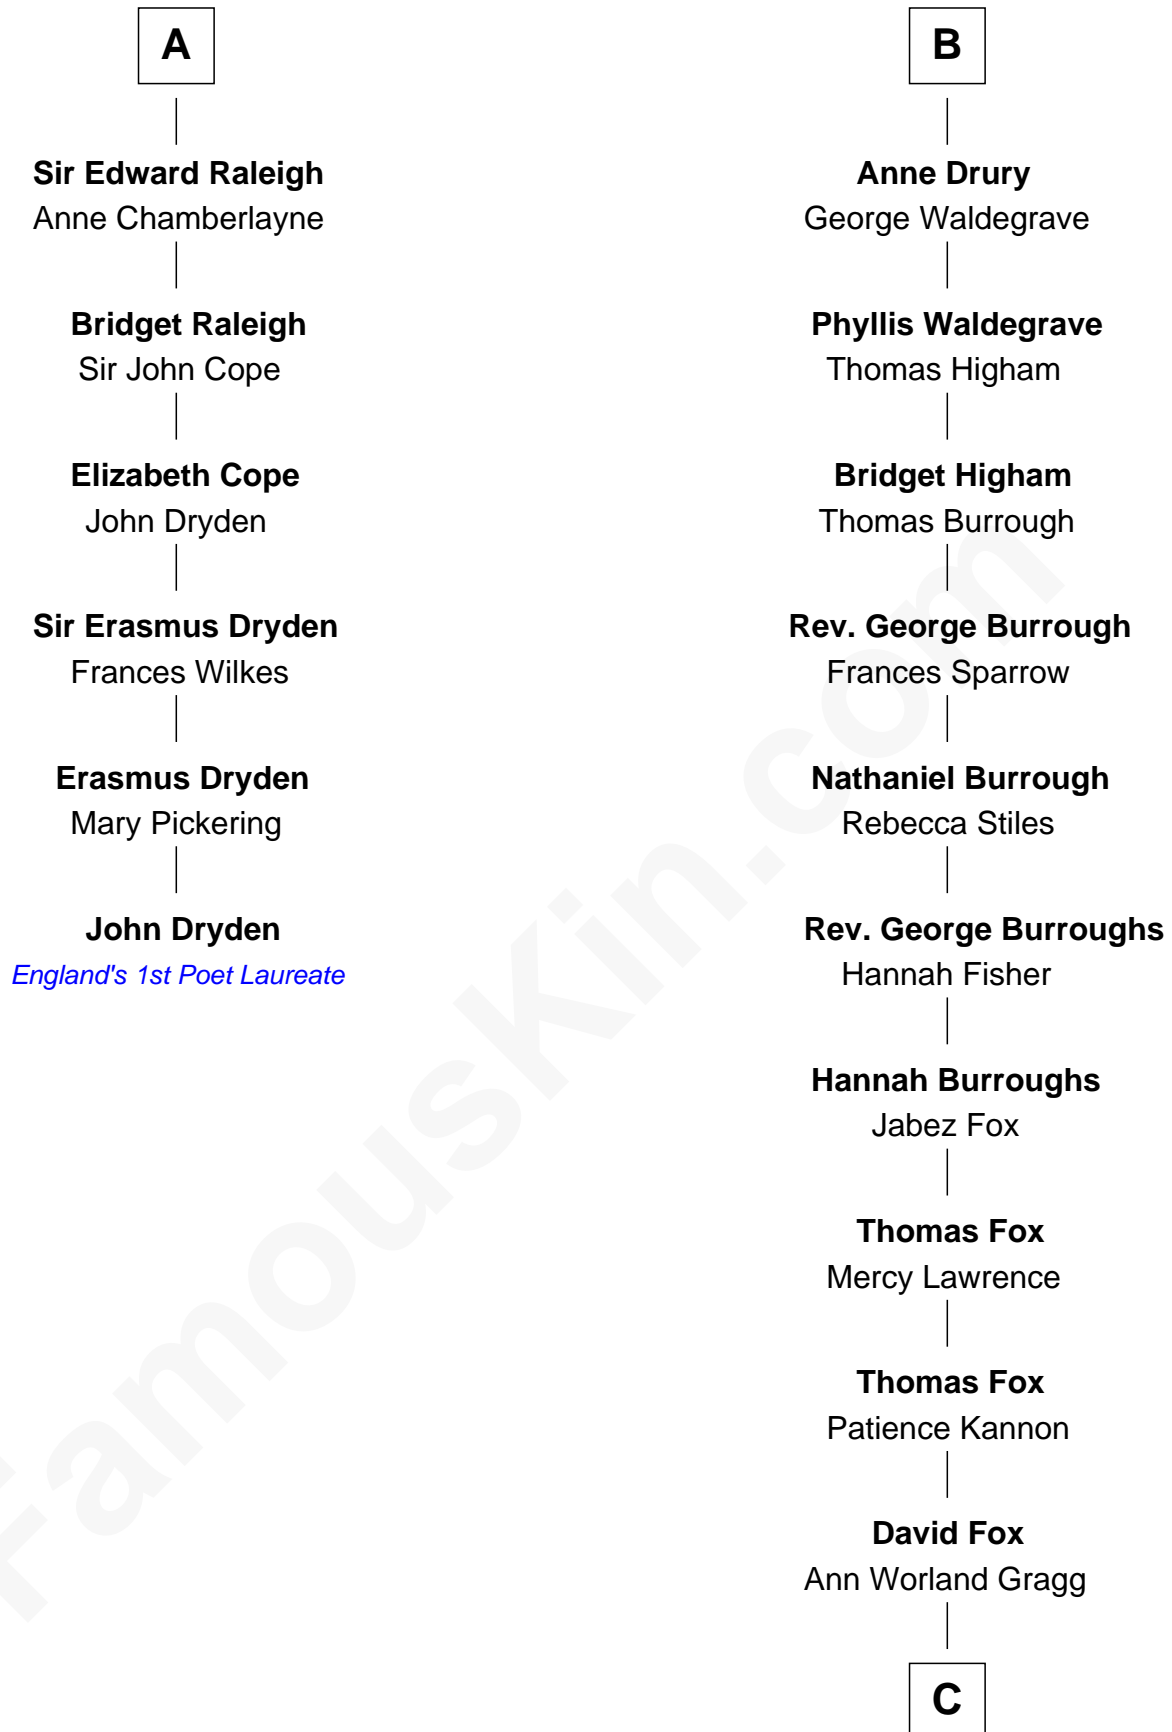 A
Sir Edward Raleigh
Anne Chamberlayne
Bridget Raleigh
Sir John Cope
Elizabeth Cope
John Dryden
Sir Erasmus Dryden
Frances Wilkes
Erasmus Dryden
Mary Pickering
John Dryden
England's 1st Poet Laureate
B
Anne Drury
George Waldegrave
Phyllis Waldegrave
Thomas Higham
Bridget Higham
Thomas Burrough
Rev. George Burrough
Frances Sparrow
Nathaniel Burrough
Rebecca Stiles
Rev. George Burroughs
Hannah Fisher
Hannah Burroughs
Jabez Fox
Thomas Fox
Mercy Lawrence
Thomas Fox
Patience Kannon
David Fox
Ann Worland Gragg
C
FamousKin.com